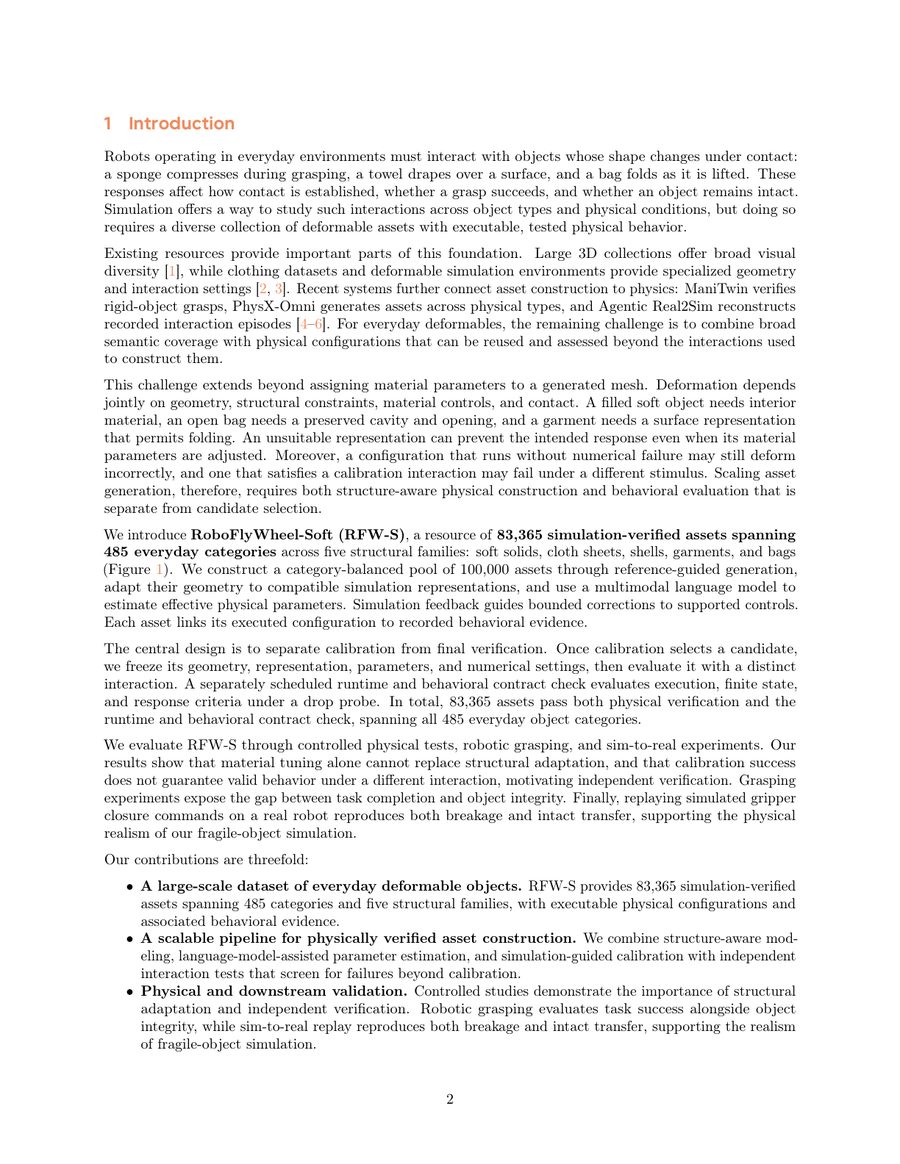 1 Introduction
Robots operating in everyday environments must interact with objects whose shape changes under contact:
a sponge compresses during grasping, a towel drapes over a surface, and a bag folds as it is lifted. These
responses affect how contact is established, whether a grasp succeeds, and whether an object remains intact.
Simulation offers a way to study such interactions across object types and physical conditions, but doing so
requires a diverse collection of deformable assets with executable, tested physical behavior.
Existing resources provide important parts of this foundation. Large 3D collections offer broad visual
diversity [1], while clothing datasets and deformable simulation environments provide specialized geometry
and interaction settings [2, 3]. Recent systems further connect asset construction to physics: ManiTwin verifies
rigid-object grasps, PhysX-Omni generates assets across physical types, and Agentic Real2Sim reconstructs
recorded interaction episodes [4–6]. For everyday deformables, the remaining challenge is to combine broad
semantic coverage with physical configurations that can be reused and assessed beyond the interactions used
to construct them.
This challenge extends beyond assigning material parameters to a generated mesh. Deformation depends
jointly on geometry, structural constraints, material controls, and contact. A filled soft object needs interior
material, an open bag needs a preserved cavity and opening, and a garment needs a surface representation
that permits folding. An unsuitable representation can prevent the intended response even when its material
parameters are adjusted. Moreover, a configuration that runs without numerical failure may still deform
incorrectly, and one that satisfies a calibration interaction may fail under a different stimulus. Scaling asset
generation, therefore, requires both structure-aware physical construction and behavioral evaluation that is
separate from candidate selection.
We introduce RoboFlyWheel-Soft (RFW-S), a resource of 83,365 simulation-verified assets spanning
485 everyday categories across five structural families: soft solids, cloth sheets, shells, garments, and bags
(Figure 1). We construct a category-balanced pool of 100,000 assets through reference-guided generation,
adapt their geometry to compatible simulation representations, and use a multimodal language model to
estimate effective physical parameters. Simulation feedback guides bounded corrections to supported controls.
Each asset links its executed configuration to recorded behavioral evidence.
The central design is to separate calibration from final verification. Once calibration selects a candidate,
we freeze its geometry, representation, parameters, and numerical settings, then evaluate it with a distinct
interaction. A separately scheduled runtime and behavioral contract check evaluates execution, finite state,
and response criteria under a drop probe. In total, 83,365 assets pass both physical verification and the
runtime and behavioral contract check, spanning all 485 everyday object categories.
We evaluate RFW-S through controlled physical tests, robotic grasping, and sim-to-real experiments. Our
results show that material tuning alone cannot replace structural adaptation, and that calibration success
does not guarantee valid behavior under a different interaction, motivating independent verification. Grasping
experiments expose the gap between task completion and object integrity. Finally, replaying simulated gripper
closure commands on a real robot reproduces both breakage and intact transfer, supporting the physical
realism of our fragile-object simulation.
Our contributions are threefold:
• A large-scale dataset of everyday deformable objects. RFW-S provides 83,365 simulation-verified
assets spanning 485 categories and five structural families, with executable physical configurations and
associated behavioral evidence.
• A scalable pipeline for physically verified asset construction. We combine structure-aware mod-
eling, language-model-assisted parameter estimation, and simulation-guided calibration with independent
interaction tests that screen for failures beyond calibration.
• Physical and downstream validation. Controlled studies demonstrate the importance of structural
adaptation and independent verification. Robotic grasping evaluates task success alongside object
integrity, while sim-to-real replay reproduces both breakage and intact transfer, supporting the realism
of fragile-object simulation.
2